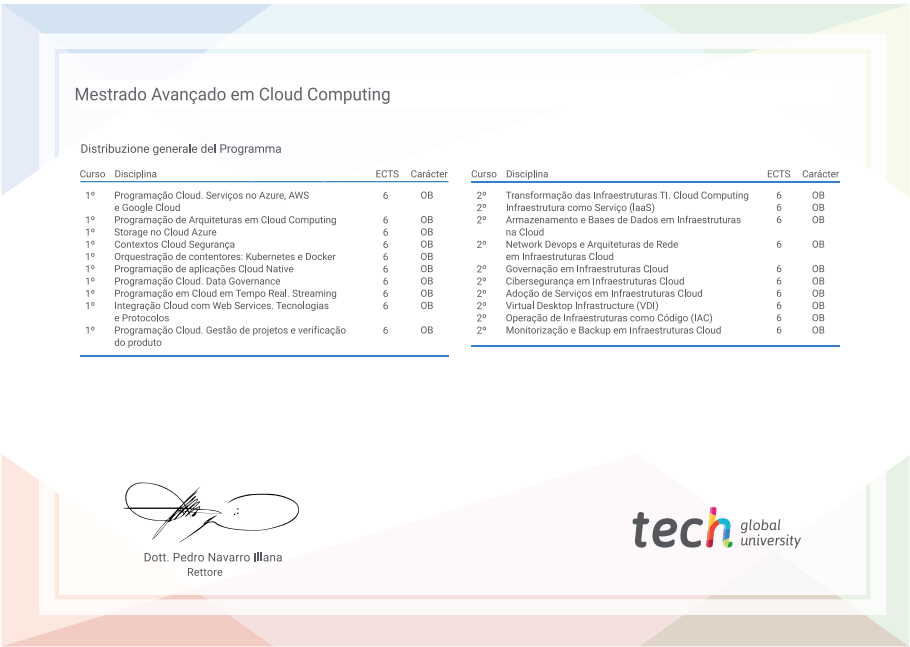 Mestrado Avançado em Cloud Computing
Distribuzione generale del Programma
Curso Disciplina ECTS Carácter
1º Programação Cloud. Serviços no Azure, AWS 6 OB
e Google Cloud
1º Programação de Arquiteturas em Cloud Computing 6 OB
1º Storage no Cloud Azure 6 OB
1º Contextos Cloud Segurança 6 OB
1º Orquestração de contentores: Kubernetes e Docker 6 OB
1º Programação de aplicações Cloud Native 6 OB
1º Programação Cloud. Data Governance 6 OB
1º Programação em Cloud em Tempo Real. Streaming 6 OB
1º Integração Cloud com Web Services. Tecnologias 6 OB
e Protocolos
1º Programação Cloud. Gestão de projetos e verificação 6 OB
do produto
Curso Disciplina ECTS Carácter
2º Transformação das Infraestruturas TI. Cloud Computing 6 OB
2º Infraestrutura como Serviço (IaaS) 6 OB
2º Armazenamento e Bases de Dados em Infraestruturas 6 OB
na Cloud
2º Network Devops e Arquiteturas de Rede 6 OB
em Infraestruturas Cloud
2º Governação em Infraestruturas Cloud 6 OB
2º Cibersegurança em Infraestruturas Cloud 6 OB
2º Adoção de Serviços em Infraestruturas Cloud 6 OB
2º Virtual Desktop Infrastructure (VDI) 6 OB
2º Operação de Infraestruturas como Código (IAC) 6 OB
2º Monitorização e Backup em Infraestruturas Cloud 6 OB
Dott. Pedro Navarro Illana
Rettore
tech global
university